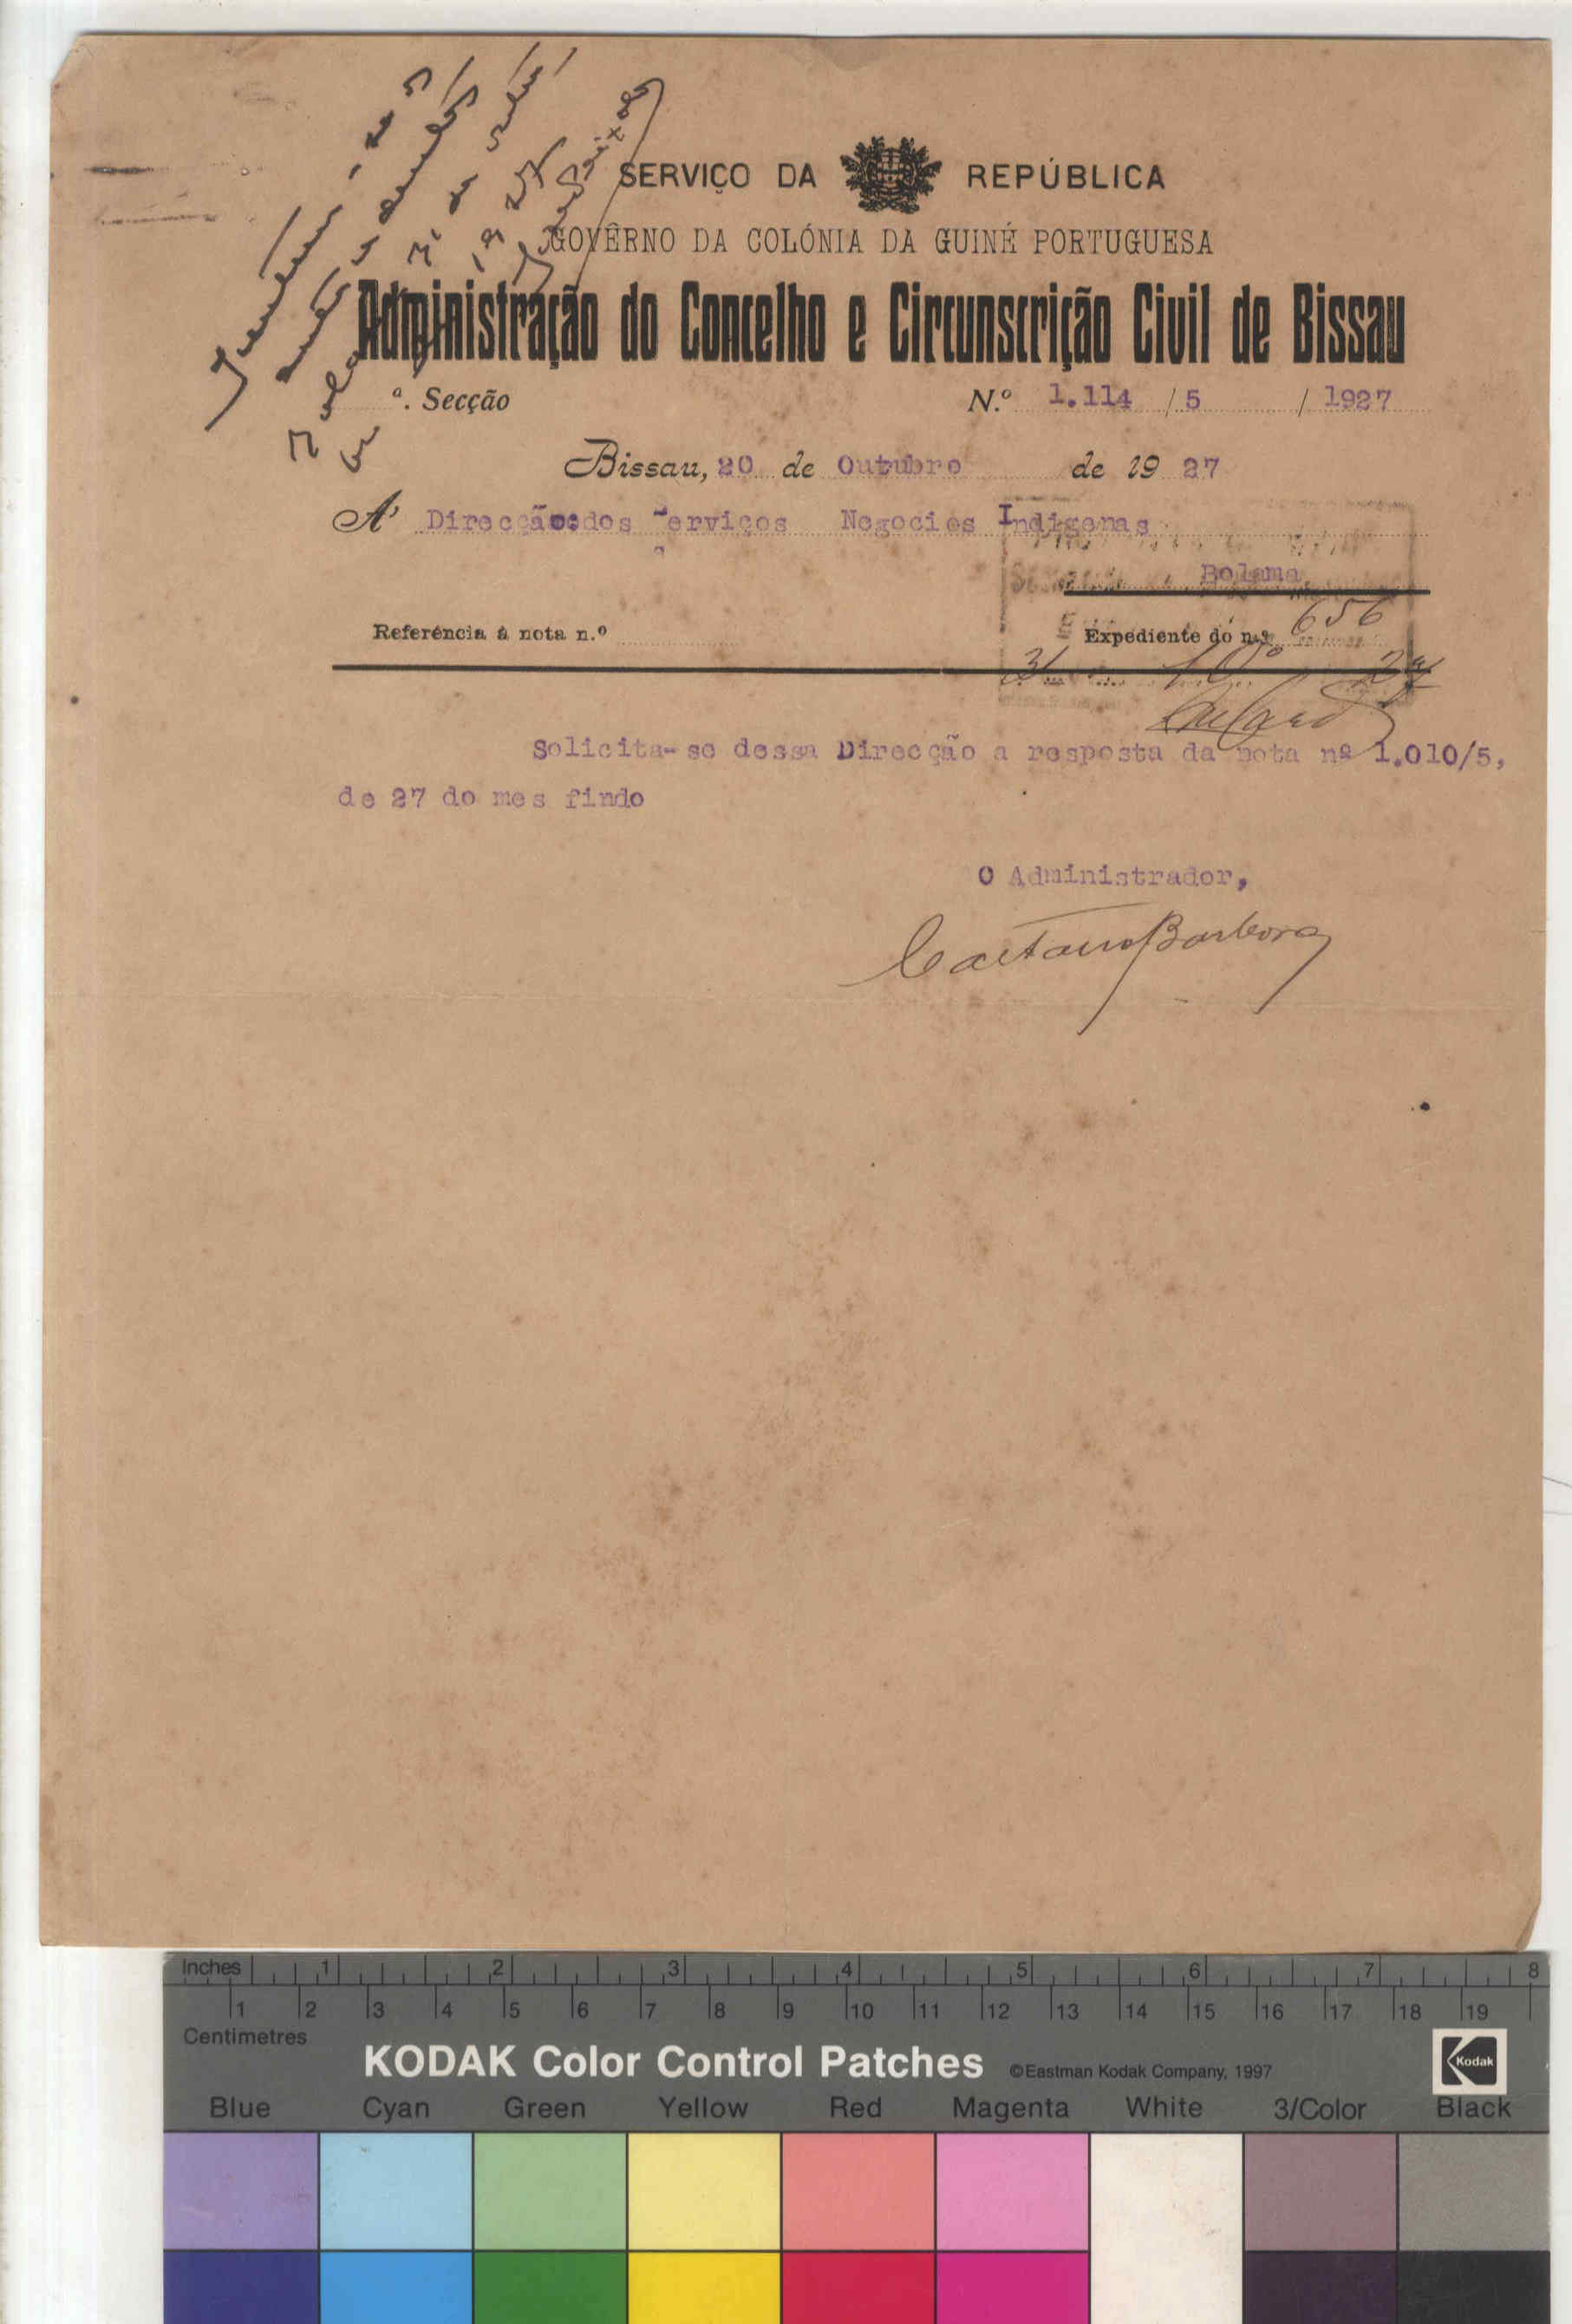 SERVIÇO DA REPÚBLICA
GOVÊRNO DA COLÓNIA DA GUINÉ PORTUGUESA
Administração do Concelho e Circunscrição Civil de Bissau
ª. Secção
N.º 1.114 / 5 / 1927
Bissau, 20 de Outubro de 19 27
A' Direcção dos Serviços Negocios Indigenas
Bolama
Referência á nota n.º
Expediente do n.º 656
31 10º 27
Solicita-se dessa Direcção a resposta da nota nº 1.010/5,
de 27 do mes findo
O Administrador,
Caetano Barbosa
Inches 1 2 3 4 5 6 7 8
1 2 3 4 5 6 7 8 9 10 11 12 13 14 15 16 17 18 19
Centimetres
KODAK Color Control Patches ©Eastman Kodak Company, 1997 Kodak
Blue Cyan Green Yellow Red Magenta White 3/Color Black